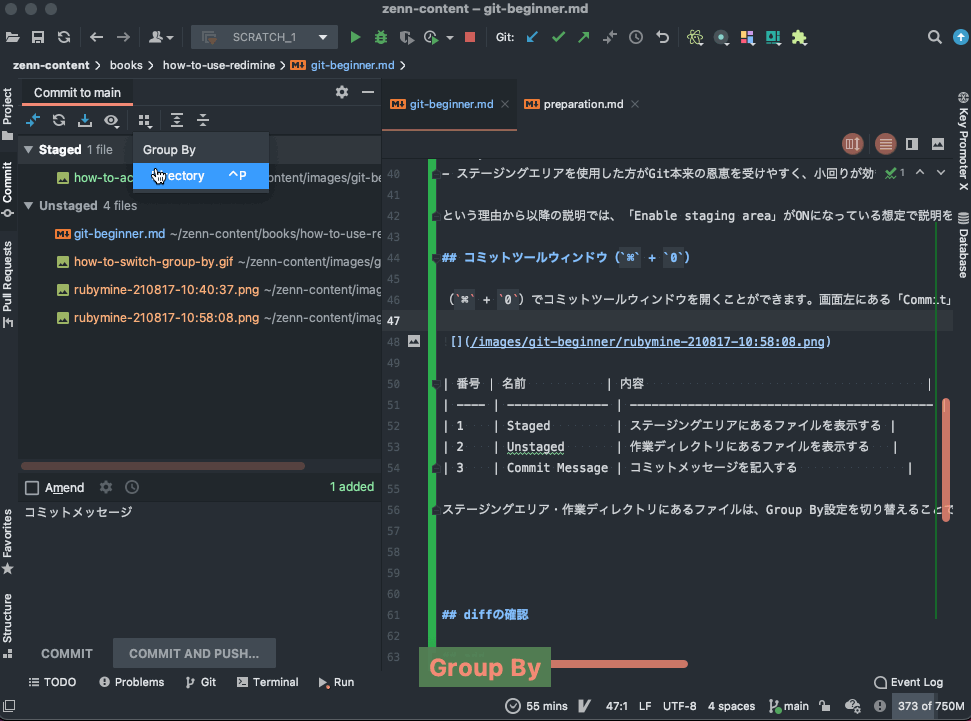 zenn-content – git-beginner.md
SCRATCH_1
Git:
zenn-content
books
how-to-use-redimine
git-beginner.md
Project
Commit
Pull Requests
Favorites
Structure
Commit to main
Group By
rectory ⌃P
Staged 1 file
how-to-ac
ontent/images/git-be
Unstaged 4 files
git-beginner.md ~/zenn-content/books/how-to-use-re
how-to-switch-group-by.gif ~/zenn-content/images/g
rubymine-210817-10:40:37.png ~/zenn-content/imag
rubymine-210817-10:58:08.png ~/zenn-content/imag
Amend
1 added
コミットメッセージ
COMMIT
COMMIT AND PUSH...
git-beginner.md
preparation.md
1
40 - ステージングエリアを使用した方がGit本来の恩恵を受けやすく、小回りが効
41
42 という理由から以降の説明では、「Enable staging area」がONになっている想定で説明を
43
44 ## コミットツールウィンドウ (`⌘` + `0`)
45
46 (`⌘` + `0`) でコミットツールウィンドウを開くことができます。画面左にある「Commit」
47
48 [](/images/git-beginner/rubymine-210817-10:58:08.png)
49
50 | 番号 | 名前 | 内容 |
51 | ---- | -------------- | ------------------------------------------ |
52 | 1 | Staged | ステージングエリアにあるファイルを表示する |
53 | 2 | Unstaged | 作業ディレクトリにあるファイルを表示する |
54 | 3 | Commit Message | コミットメッセージを記入する |
55
56 ステージングエリア・作業ディレクトリにあるファイルは、Group By設定を切り替えることで
57
58
59
60
61 ## diffの確認
62
63
Key Promoter X
Database
Group By
TODO
Problems
Git
Terminal
Run
Event Log
55 mins
47:1
LF
UTF-8
4 spaces
main
373 of 750M